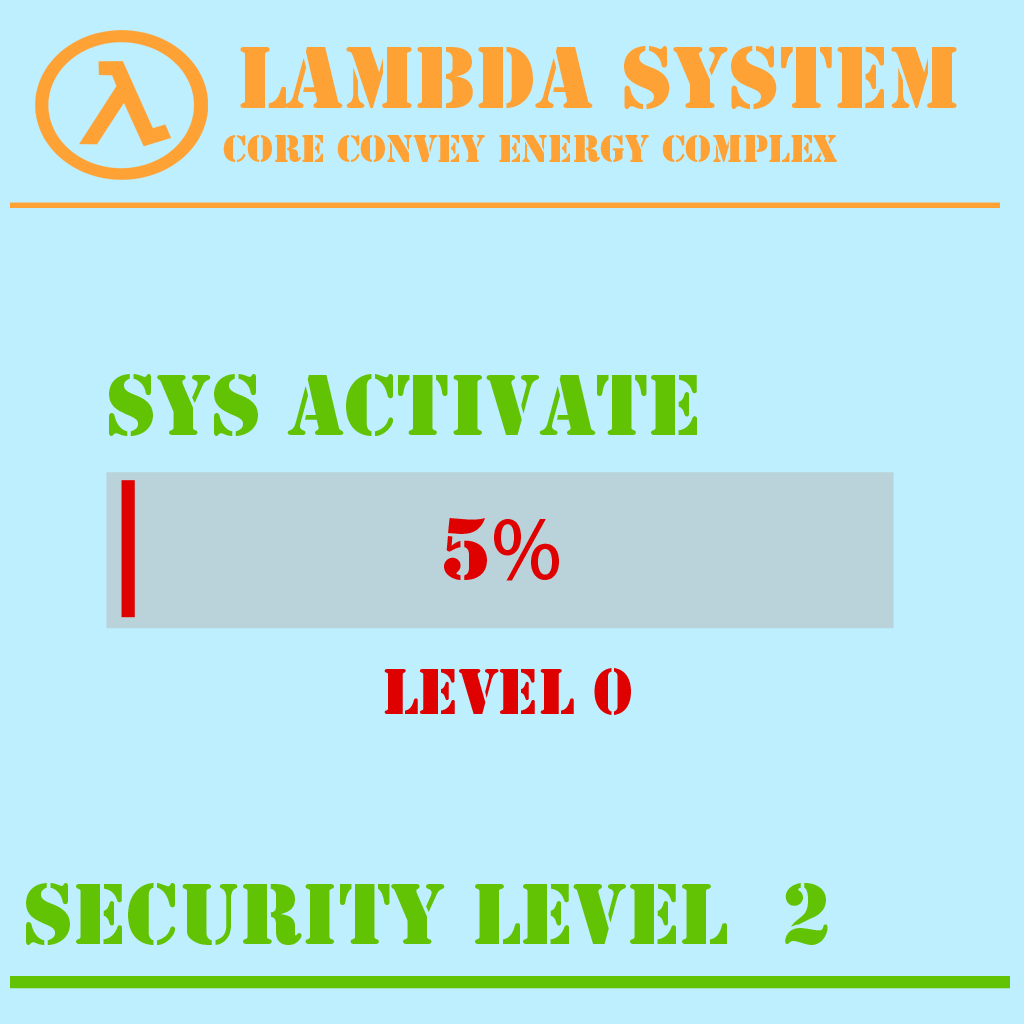 λ
LAMBDA SYSTEM
CORE CONVEY ENERGY COMPLEX
SYS ACTIVATE
5%
LEVEL 0
SECURITY LEVEL 2